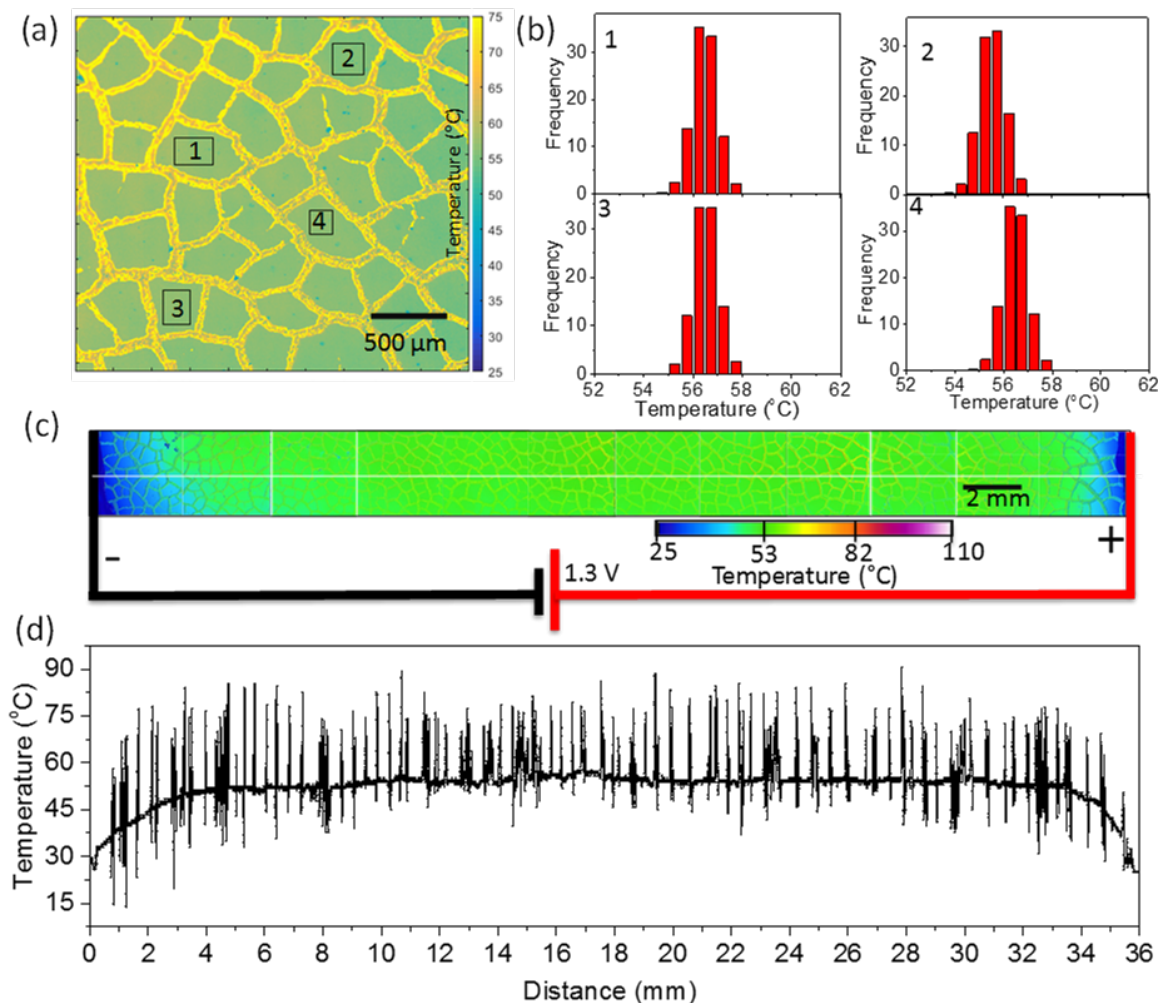 (a)
1
2
3
4
500 µm
75
70
65
60
55
50
45
40
35
30
25
Temperature (°C)
(b)
1
Frequency
30
20
10
0
2
Frequency
30
20
10
0
3
Frequency
30
20
10
0
52 54 56 58 60 62
Temperature (°C)
4
Frequency
30
20
10
0
52 54 56 58 60 62
Temperature (°C)
(c)
2 mm
25 53 82 110
Temperature (°C)
-
+
1.3 V
(d)
Temperature (°C)
90
75
60
45
30
15
0 2 4 6 8 10 12 14 16 18 20 22 24 26 28 30 32 34 36
Distance (mm)